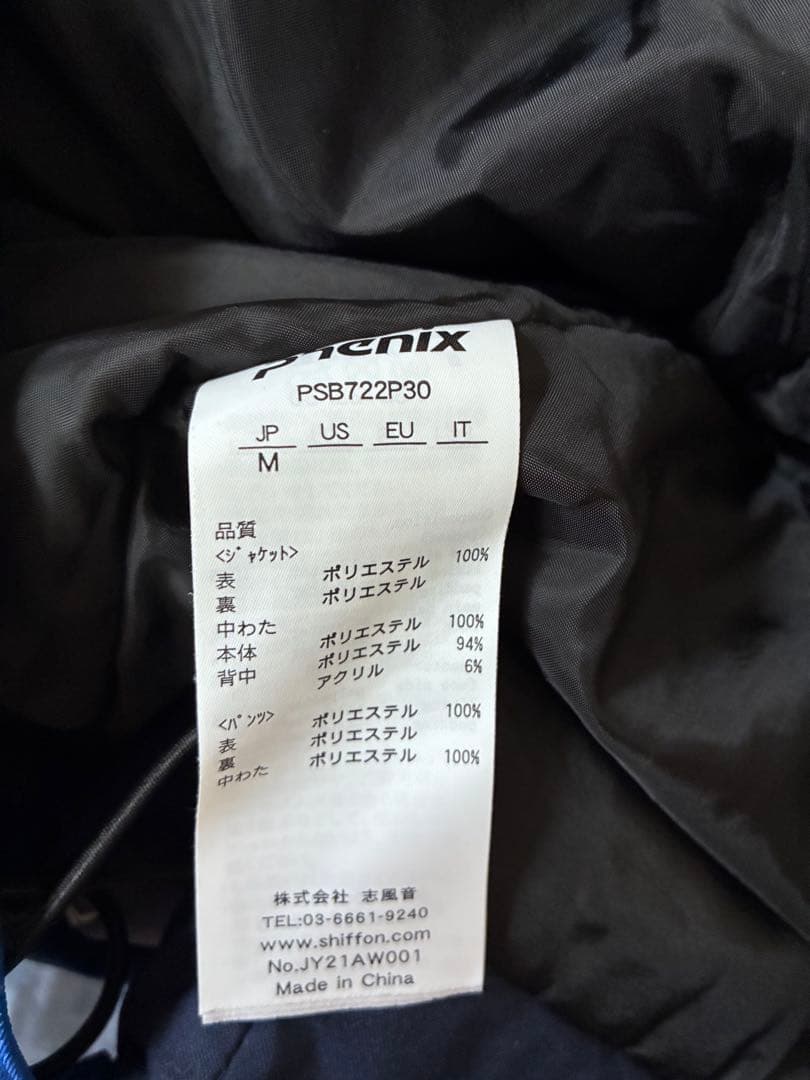 phenix
PSB722P30
JP US EU IT
M
品質
<ジャケット>
表 ポリエステル 100%
裏 ポリエステル
中わた
本体 ポリエステル 100%
背中 ポリエステル 94%
アクリル 6%
<パンツ>
表 ポリエステル 100%
裏 ポリエステル
中わた ポリエステル 100%
株式会社 志風音
TEL:03-6661-9240
www.shiffon.com
No.JY21AW001
Made in China